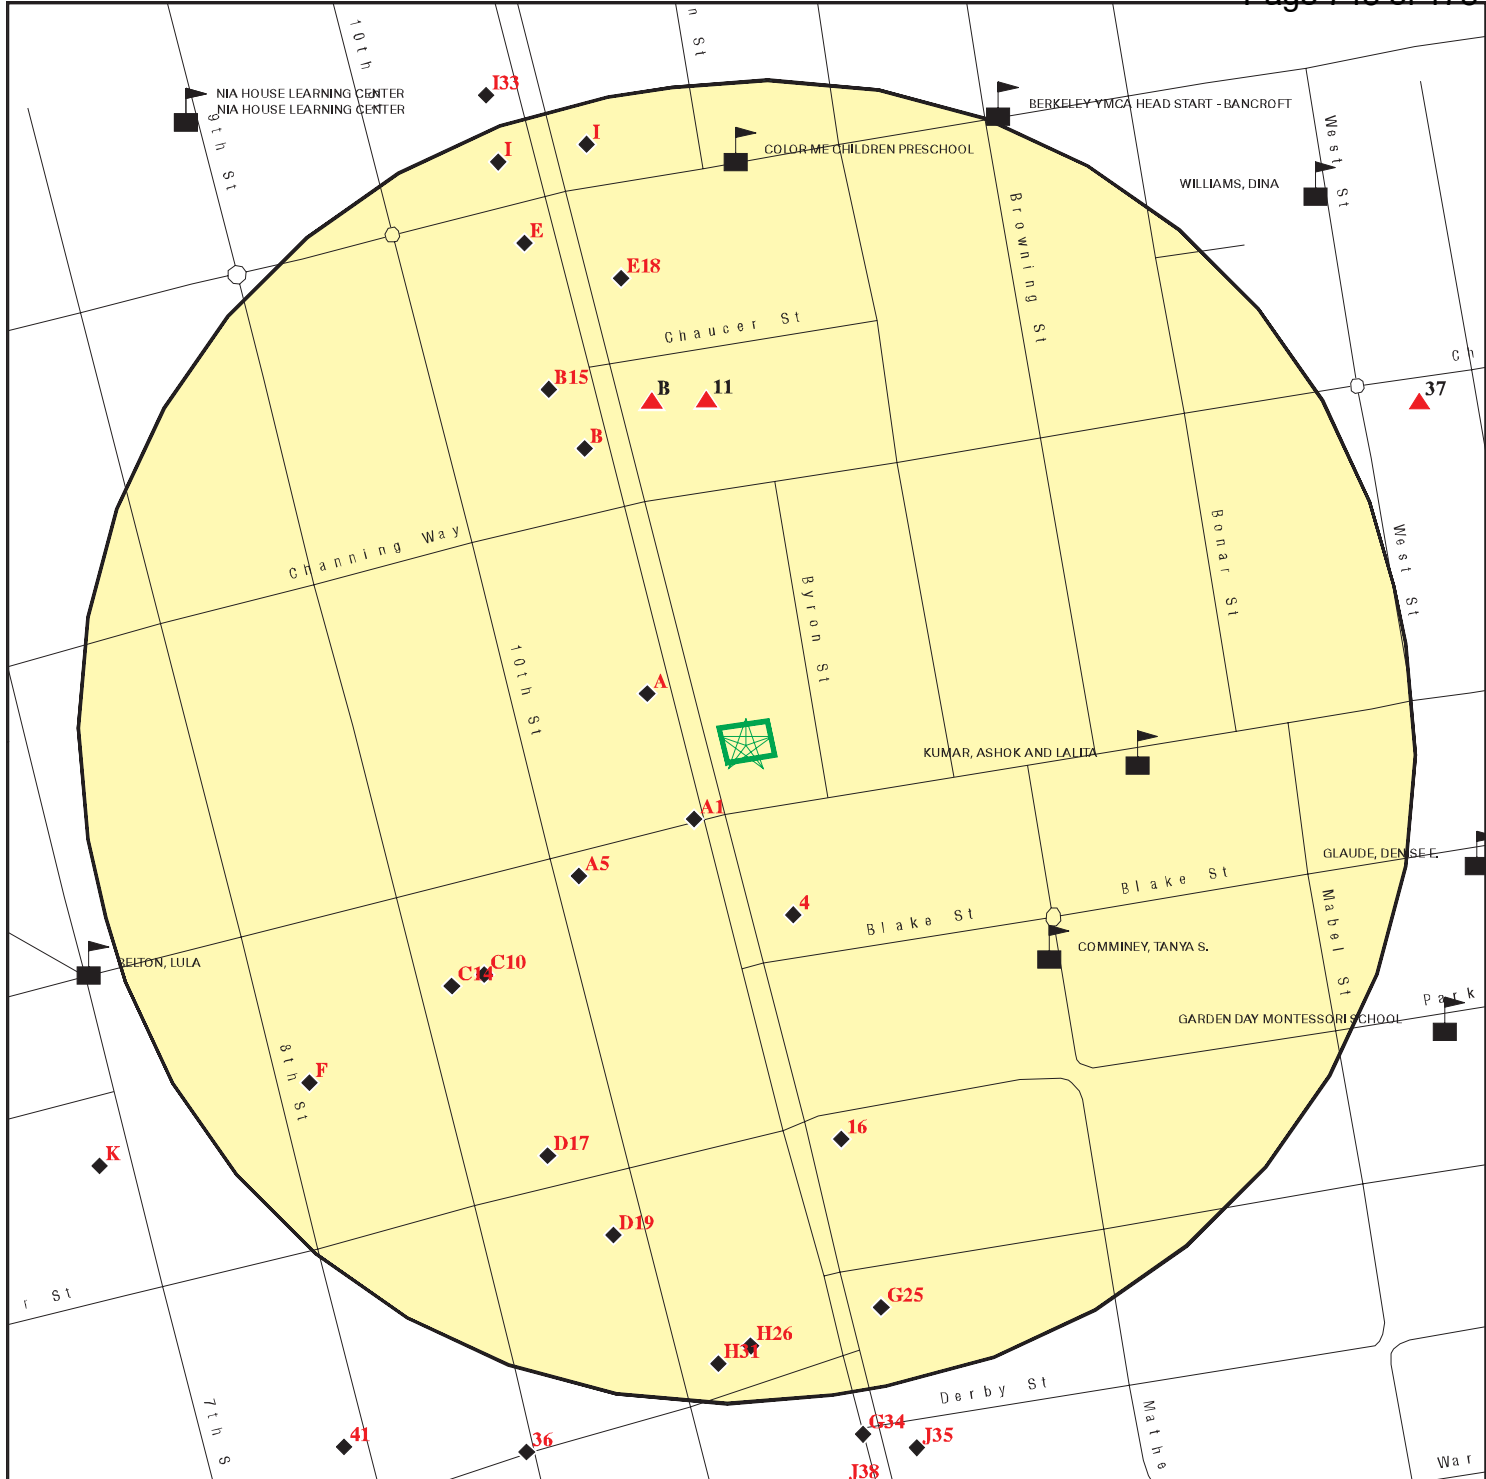 10th
n St
I33
NIA HOUSE LEARNING CENTER
NIA HOUSE LEARNING CENTER
BERKELEY YMCA HEAD START - BANCROFT
9th St
I
I
COLOR ME CHILDREN PRESCHOOL
West St
WILLIAMS, DINA
Browning St
E
E18
Chaucer St
Ch
B15
B
11
37
B
Channing Way
Bonar St
West St
Byron St
10th St
A
KUMAR, ASHOK AND LALITA
A1
GLAUDE, DENISE E.
A5
Blake St
4
Blake St
Mabel St
COMMINEY, TANYA S.
BELTON, LULA
C10
C14
Park
GARDEN DAY MONTESSORI SCHOOL
8th St
F
16
D17
K
D19
r St
G25
H26
H31
Derby St
7th S
Mathe
41
36
G34
J35
War
J38